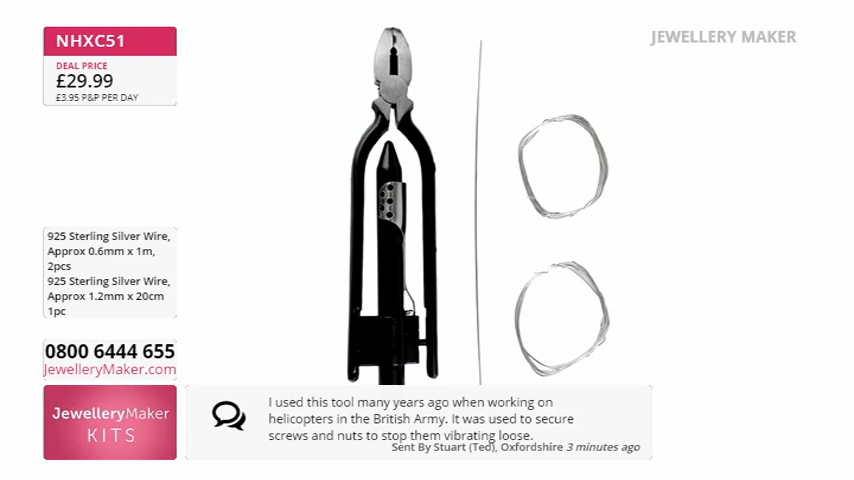 NHXC51
DEAL PRICE
£29.99
£3.95 P&P PER DAY
JEWELLERY MAKER
925 Sterling Silver Wire,
Approx 0.6mm x 1m,
2pcs
925 Sterling Silver Wire,
Approx 1.2mm x 20cm
1pc
0800 6444 655
JewelleryMaker.com
JewelleryMaker
KITS
I used this tool many years ago when working on
helicopters in the British Army. It was used to secure
screws and nuts to stop them vibrating loose.
Sent By Stuart (Ted), Oxfordshire 3 minutes ago